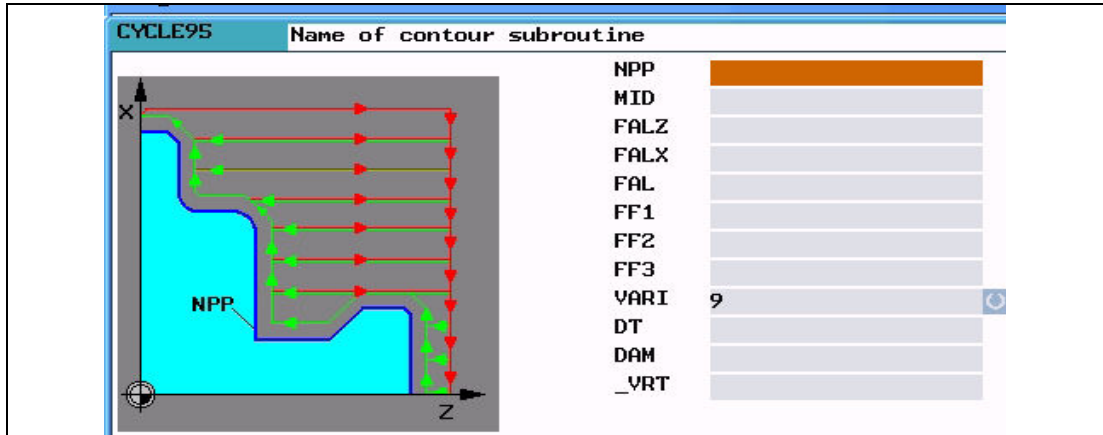 CYCLE95 Name of contour subroutine
X
NPP
Z
NPP
MID
FALZ
FALX
FAL
FF1
FF2
FF3
VARI 9
DT
DAM
_VRT